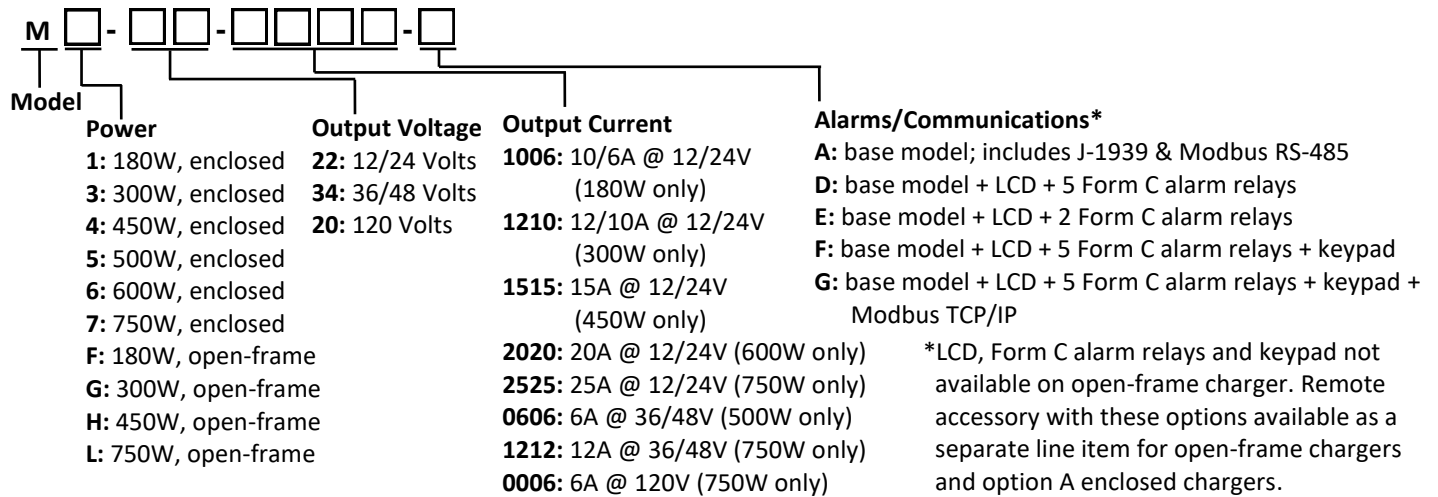 M □ - □□ - □□□□ - □
Model
Power
1: 180W, enclosed
3: 300W, enclosed
4: 450W, enclosed
5: 500W, enclosed
6: 600W, enclosed
7: 750W, enclosed
F: 180W, open-frame
G: 300W, open-frame
H: 450W, open-frame
L: 750W, open-frame
Output Voltage
22: 12/24 Volts
34: 36/48 Volts
20: 120 Volts
Output Current
1006: 10/6A @ 12/24V
(180W only)
1210: 12/10A @ 12/24V
(300W only)
1515: 15A @ 12/24V
(450W only)
2020: 20A @ 12/24V (600W only)
2525: 25A @ 12/24V (750W only)
0606: 6A @ 36/48V (500W only)
1212: 12A @ 36/48V (750W only)
0006: 6A @ 120V (750W only)
Alarms/Communications*
A: base model; includes J-1939 & Modbus RS-485
D: base model + LCD + 5 Form C alarm relays
E: base model + LCD + 2 Form C alarm relays
F: base model + LCD + 5 Form C alarm relays + keypad
G: base model + LCD + 5 Form C alarm relays + keypad +
Modbus TCP/IP
*LCD, Form C alarm relays and keypad not
available on open-frame charger. Remote
accessory with these options available as a
separate line item for open-frame chargers
and option A enclosed chargers.